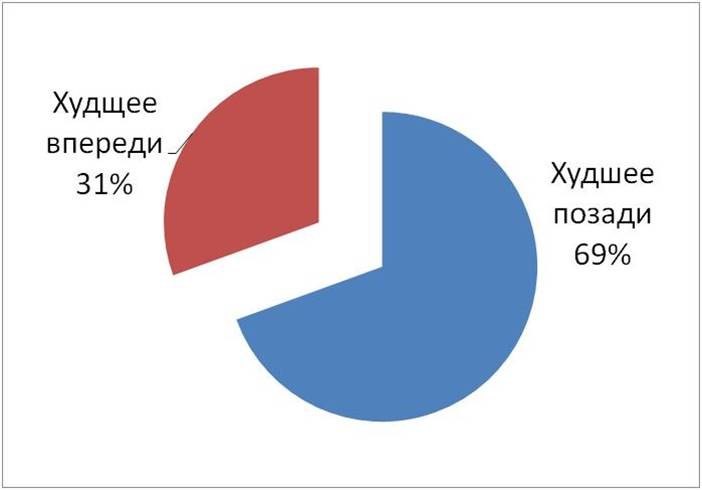 Худщее
впереди
31%
Худшее
позади
69%